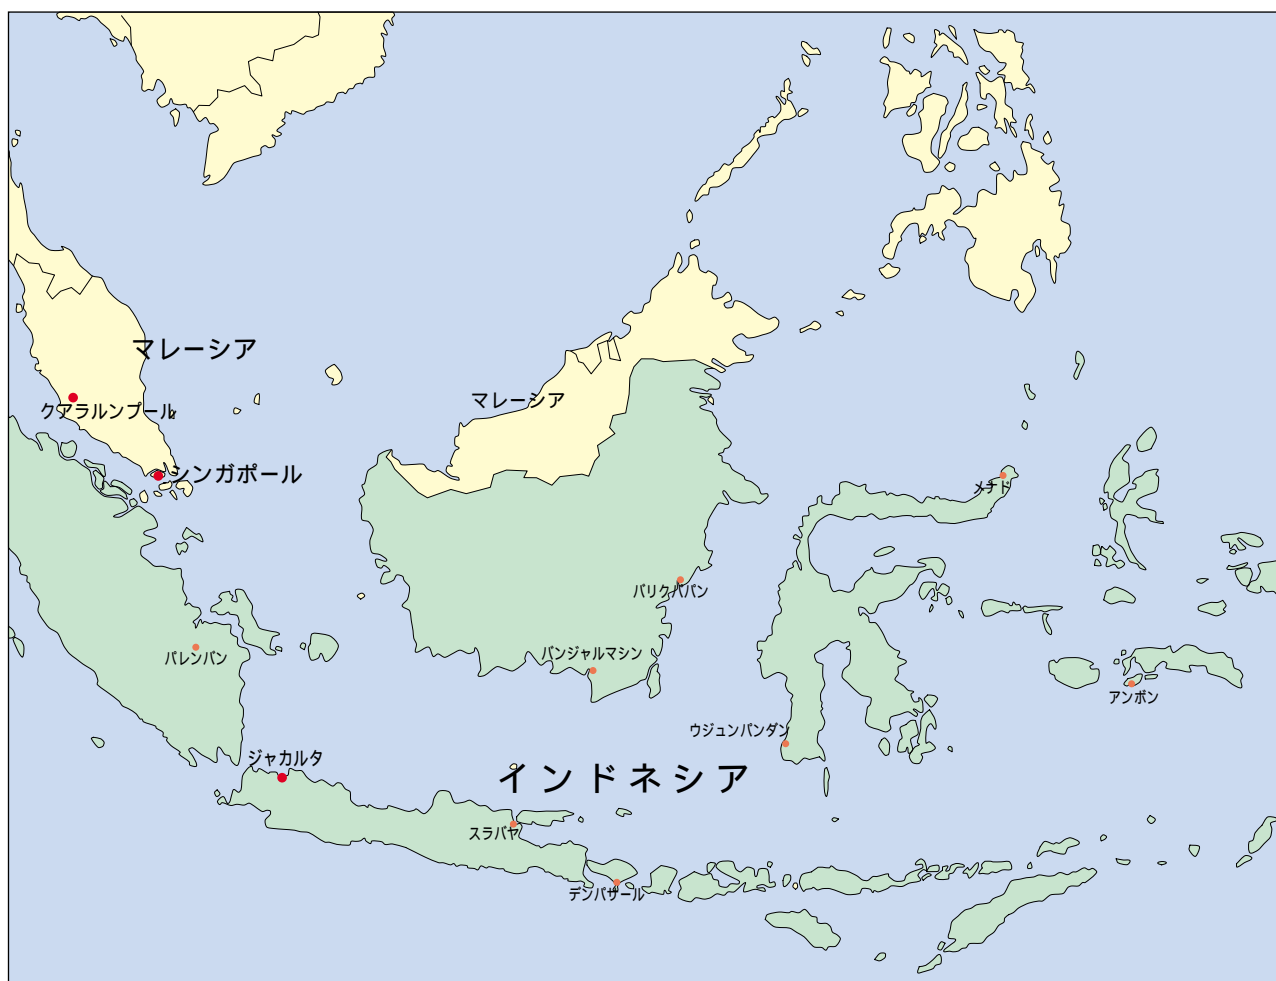 マレーシア
クアラルンプール
マレーシア
シンガポール
メナド
バリクパパン
パレンバン
バンジャルマシン
アンボン
ウジュンパンダン
ジャカルタ
インドネシア
スラバヤ
デンパサール